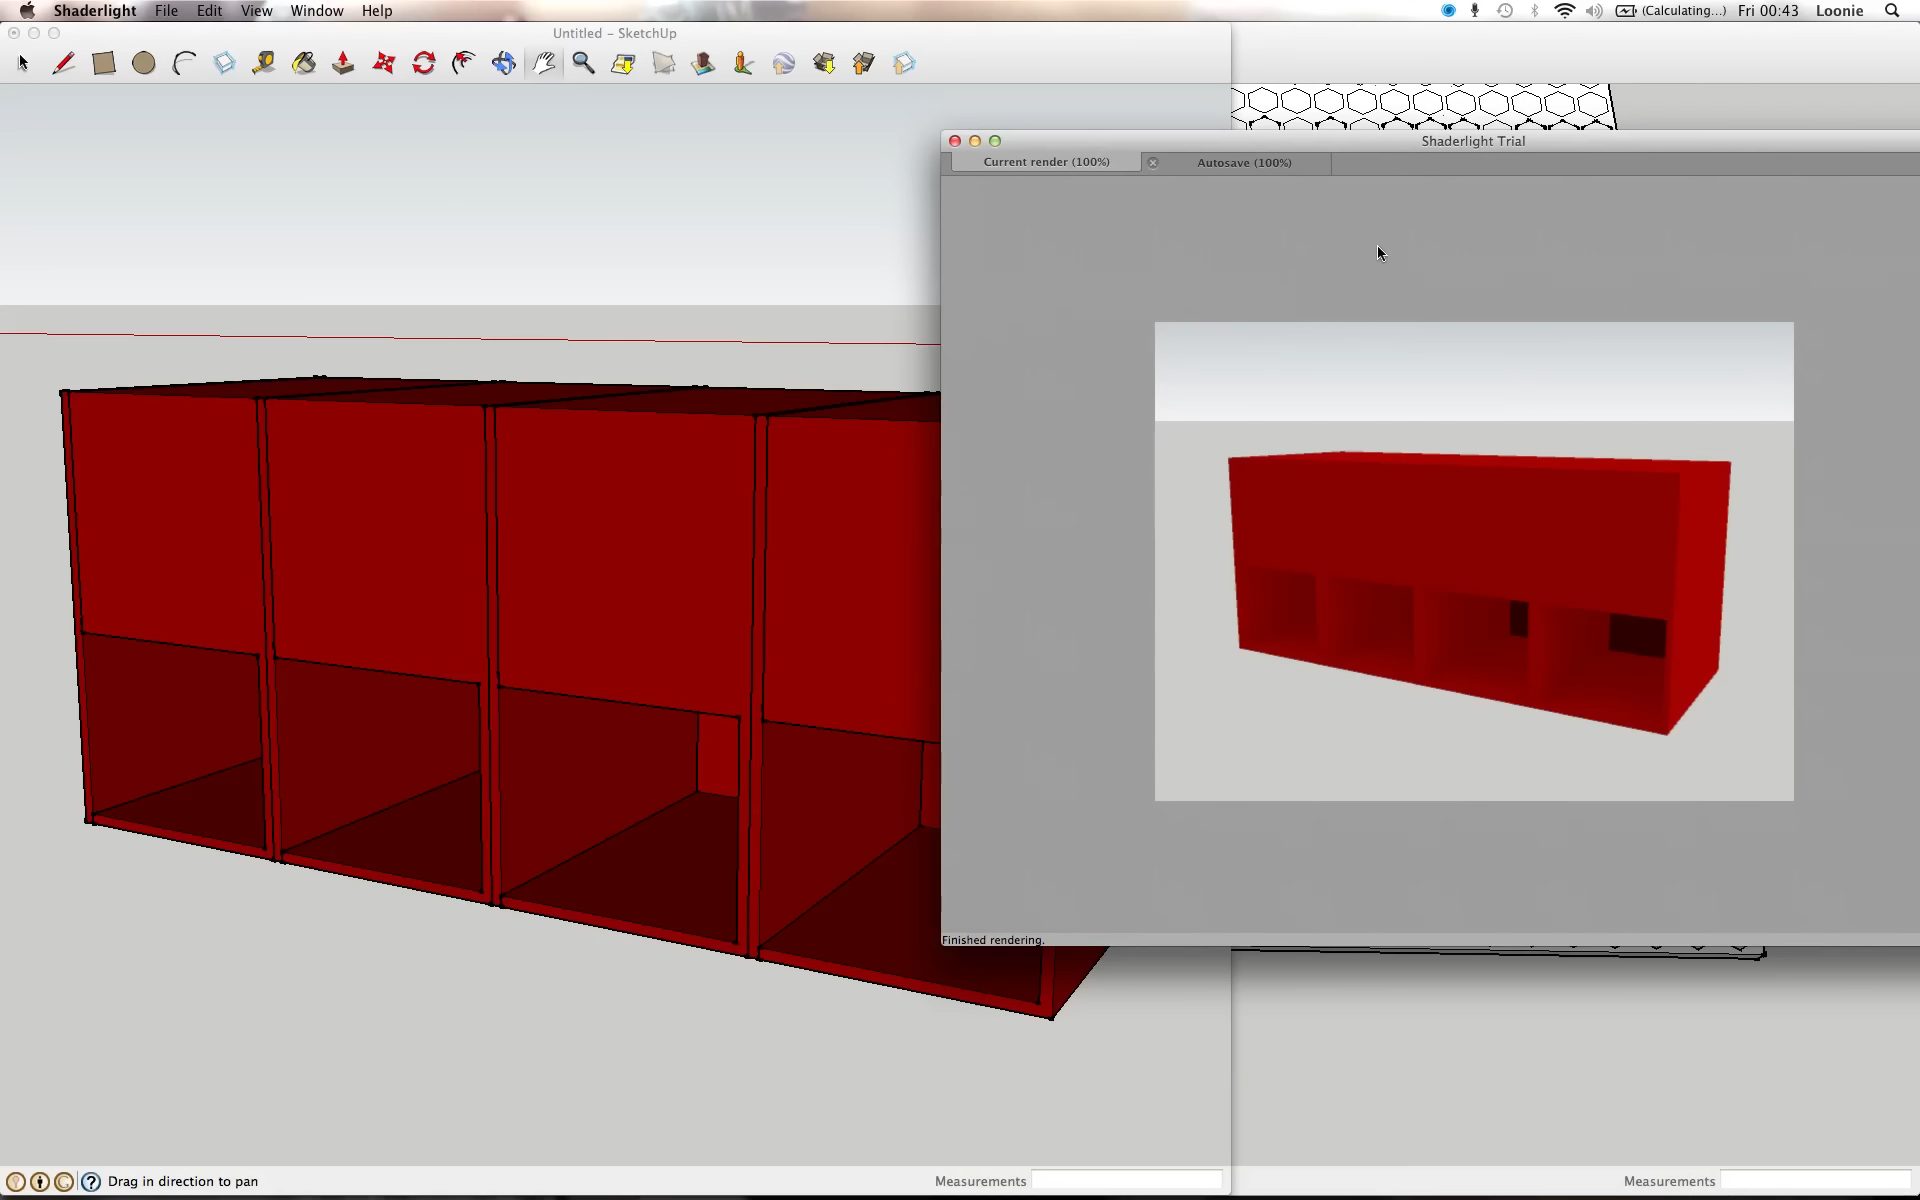 Shaderlight File Edit View Window Help (Calculating...) Fri 00:43 Loonie
Untitled – SketchUp
Shaderlight Trial
Current render (100%) Autosave (100%)
Finished rendering.
Drag in direction to pan Measurements Measurements